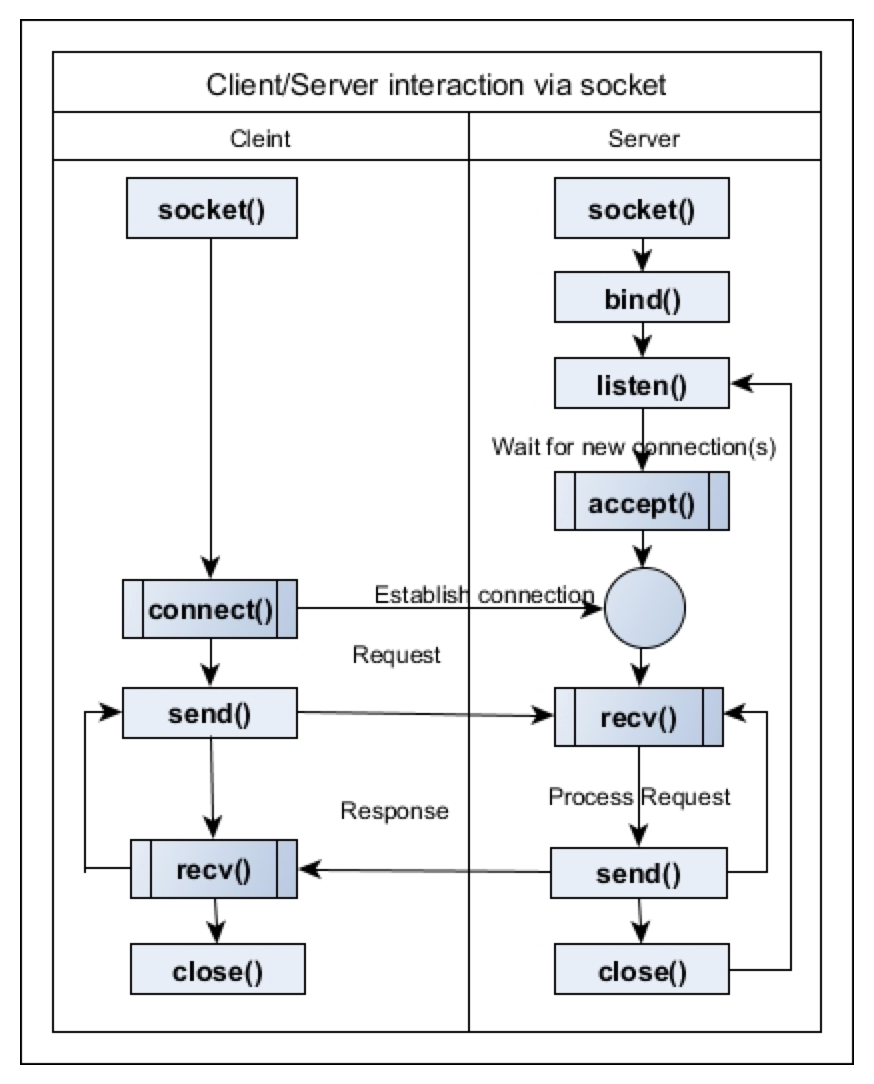 Client/Server interaction via socket
Cleint
Server
socket()
socket()
bind()
listen()
Wait for new connection(s)
accept()
connect()
Establish connection
Request
send()
recv()
Process Request
Response
recv()
send()
close()
close()